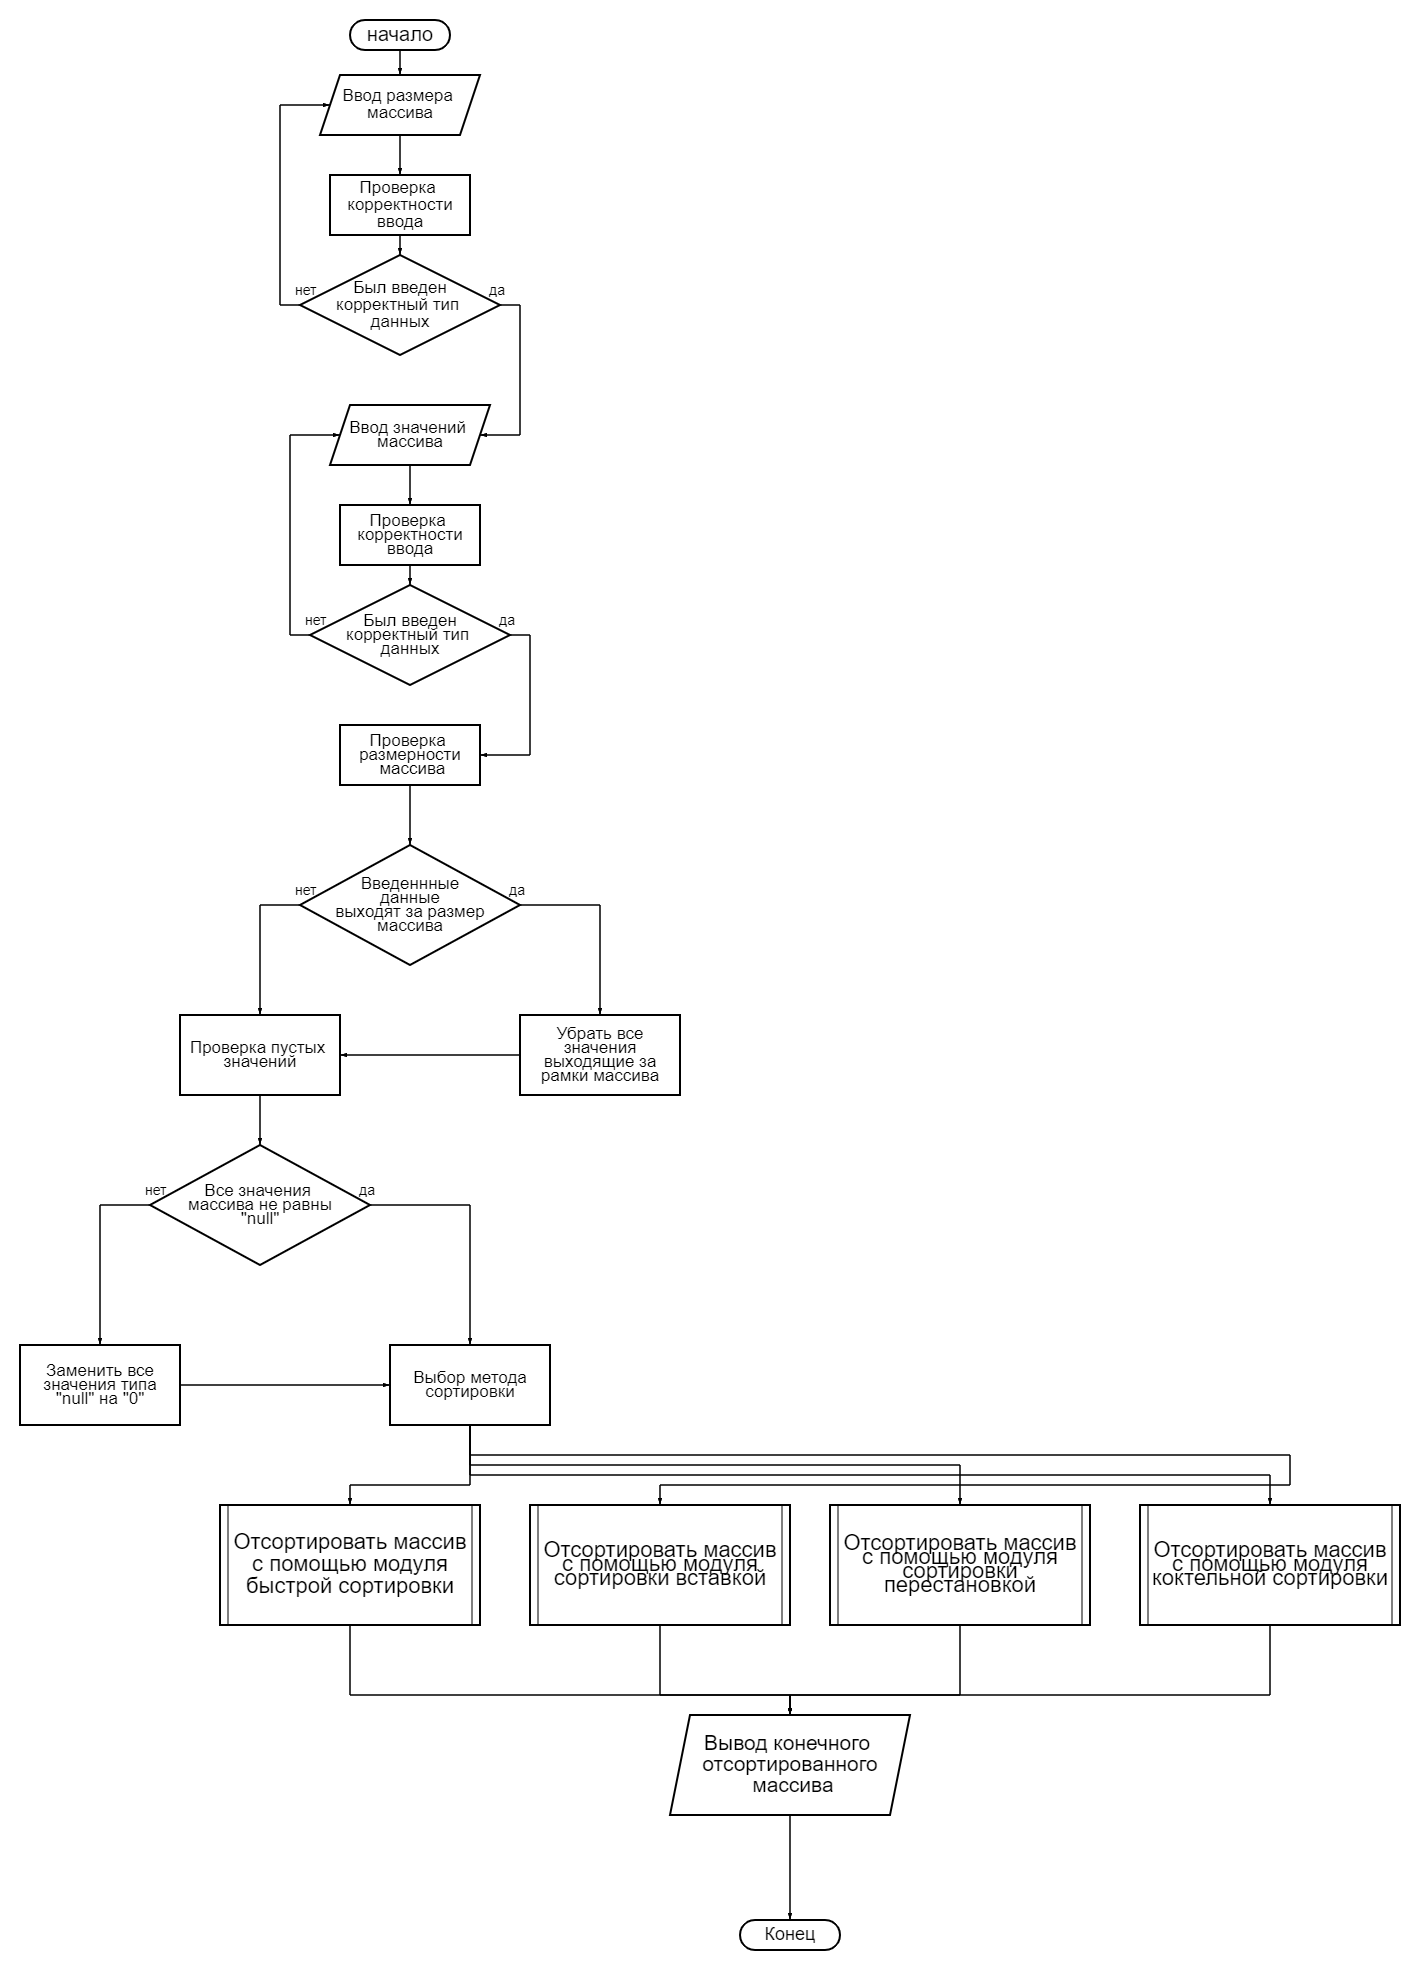 начало
Ввод размера
массива
Проверка
корректности
ввода
Был введен
корректный тип
данных
нет
да
Ввод значений
массива
Проверка
корректности
ввода
Был введен
корректный тип
данных
нет
да
Проверка
размерности
массива
Введеннные
данные
выходят за размер
массива
нет
да
Проверка пустых
значений
Убрать все
значения
выходящие за
рамки массива
Все значения
массива не равны
"null"
нет
да
Заменить все
значения типа
"null" на "0"
Выбор метода
сортировки
Отсортировать массив
с помощью модуля
быстрой сортировки
Отсортировать массив
с помощью модуля
сортировки вставкой
Отсортировать массив
с помощью модуля
сортировки
перестановкой
Отсортировать массив
с помощью модуля
коктельной сортировки
Вывод конечного
отсортированного
массива
Конец